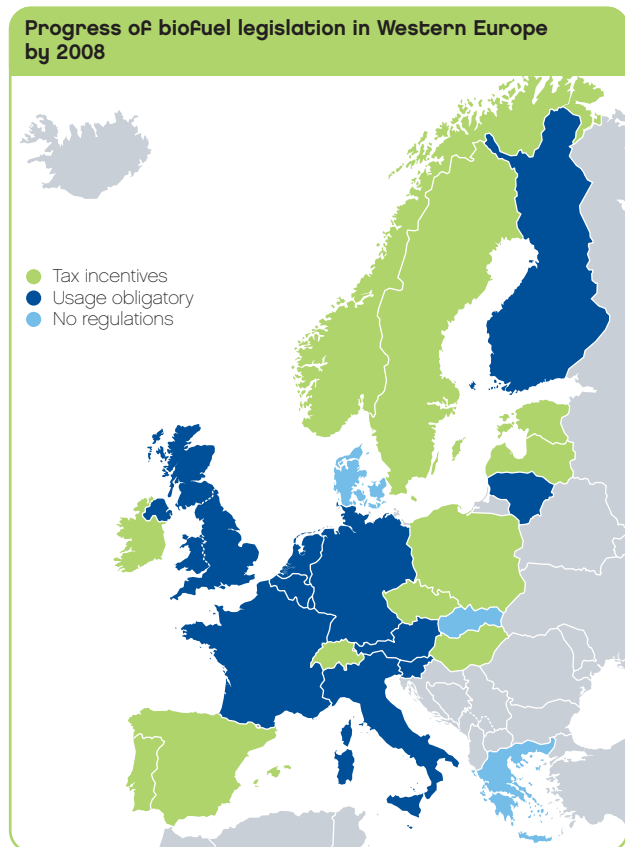 Progress of biofuel legislation in Western Europe
by 2008
Tax incentives
Usage obligatory
No regulations